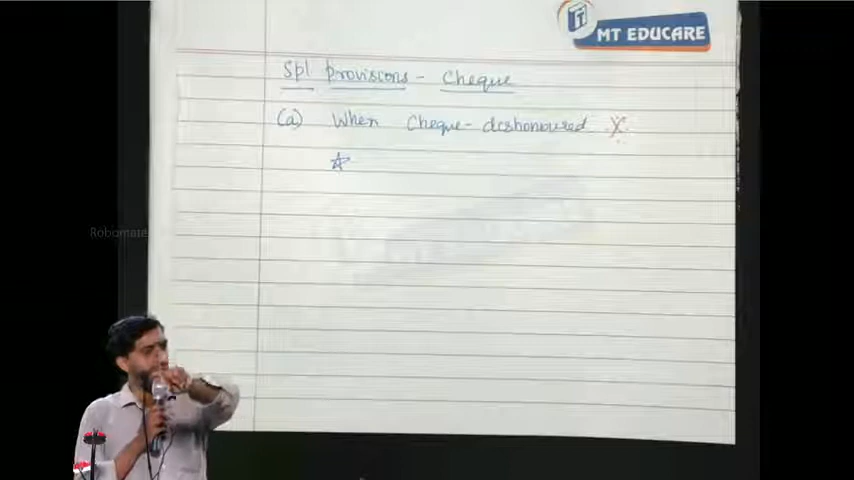 MT EDUCARE
Spl provisions - Cheque
(a) When Cheque - dishonoured X
Robomate